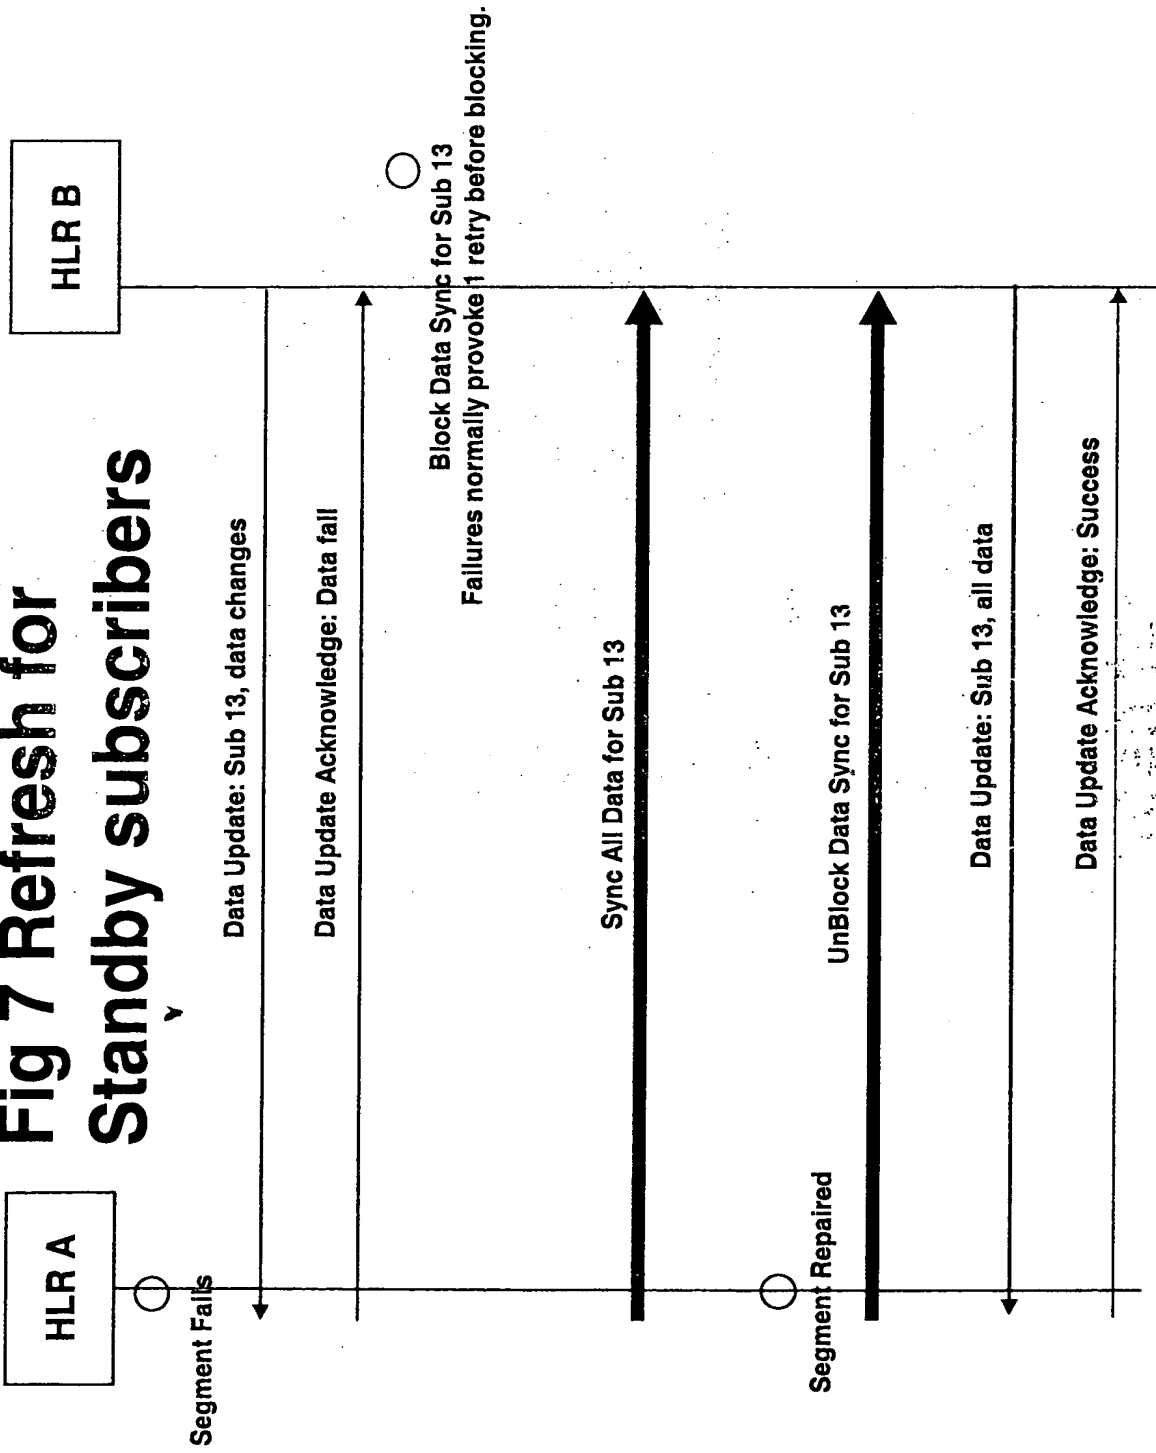 Fig 7 Refresh for
Standby subscribers
HLR A
HLR B
Segment Fails
Data Update: Sub 13, data changes
Data Update Acknowledge: Data fail
Block Data Sync for Sub 13
Failures normally provoke 1 retry before blocking.
Sync All Data for Sub 13
Segment Repaired
UnBlock Data Sync for Sub 13
Data Update: Sub 13, all data
Data Update Acknowledge: Success